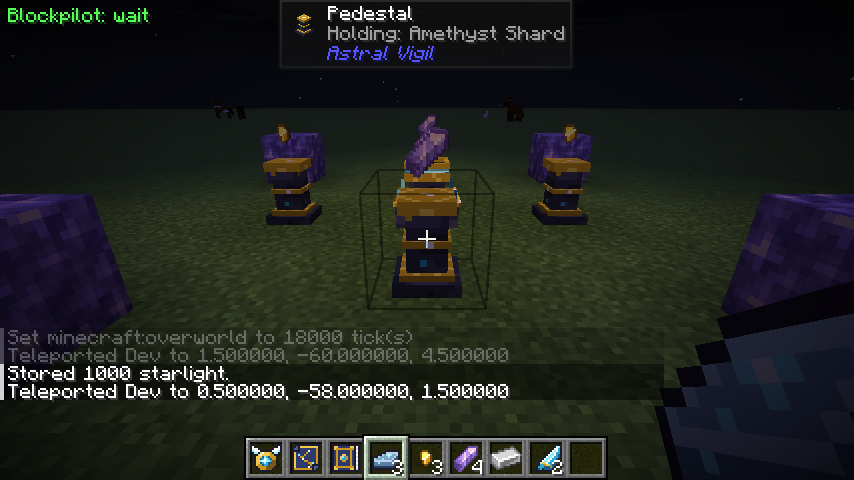 Blockpilot: wait
Pedestal
Holding: Amethyst Shard
Astral Vigil
Set minecraft:overworld to 18000 tick(s)
Teleported Dev to 1.500000, -60.000000, 4.500000
Stored 1000 starlight.
Teleported Dev to 0.500000, -58.000000, 1.500000
3
3
4
2